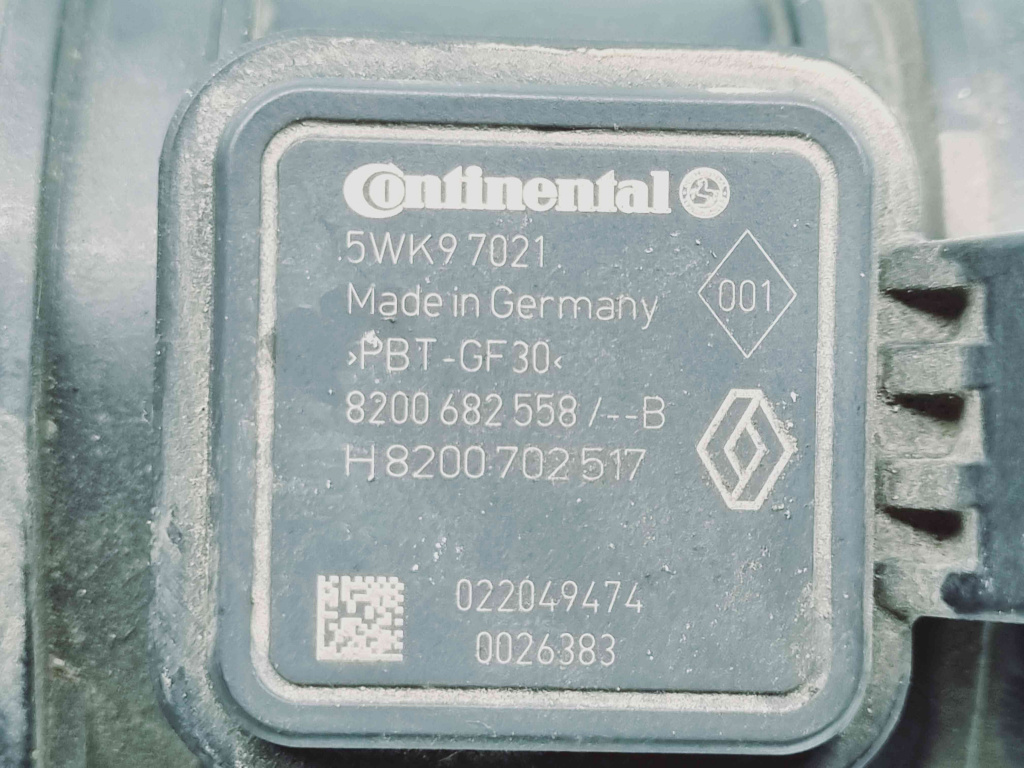 Continental
5WK9 7021
Made in Germany
001
>PBT-GF30<
8200 682 558 /--B
H 8200 702 517
022049474
0026383